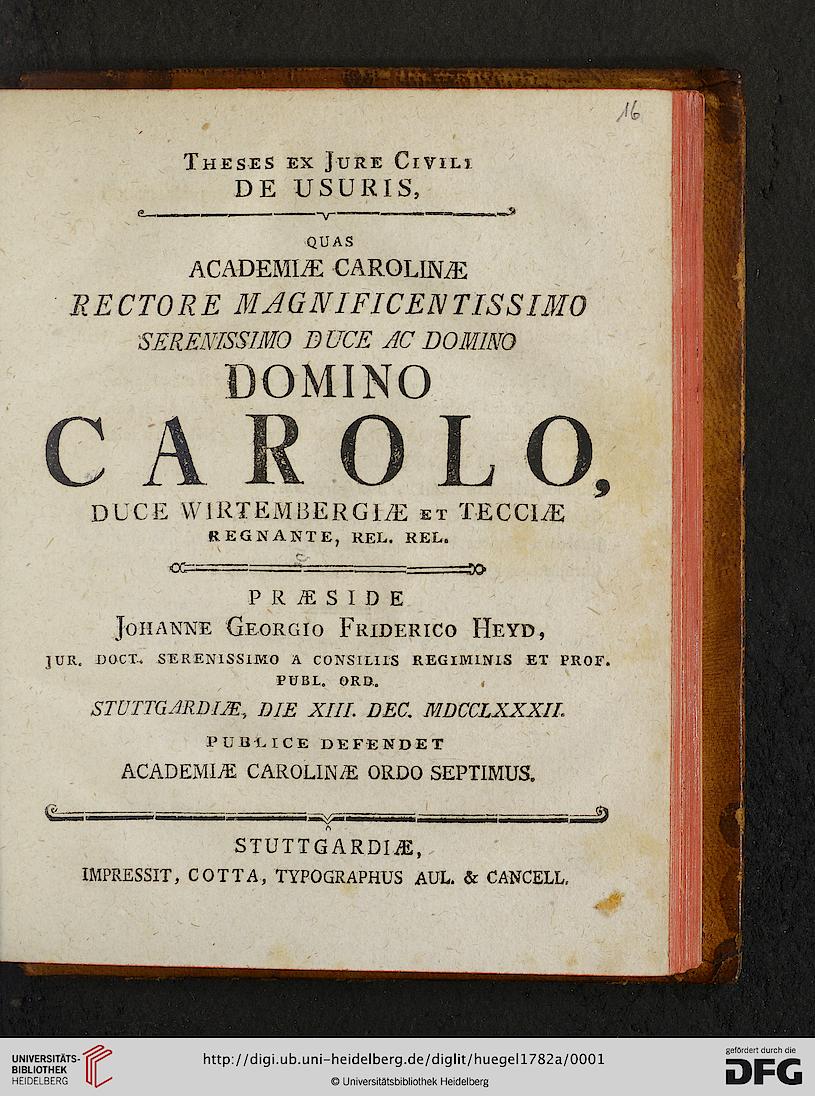 16
THESES EX JURE CIVILI
DE USURIS,
QUAS
ACADEMIÆ CAROLINÆ
RECTORE MAGNIFICENTISSIMO
SERENISSIMO DUCE AC DOMINO
DOMINO
CAROLO,
DUCE WIRTEMBERGIÆ ET TECCIÆ
REGNANTE, REL. REL.
PRÆSIDE
JOHANNE GEORGIO FRIDERICO HEYD,
JUR. DOCT. SERENISSIMO A CONSILIIS REGIMINIS ET PROF.
PUBL. ORD.
STUTTGARDIÆ, DIE XIII. DEC. MDCCLXXXII.
PUBLICE DEFENDET
ACADEMIÆ CAROLINÆ ORDO SEPTIMUS.
STUTTGARDIÆ,
IMPRESSIT, COTTA, TYPOGRAPHUS AUL. & CANCELL.
UNIVERSITÄTS-
BIBLIOTHEK
HEIDELBERG
http://digi.ub.uni-heidelberg.de/diglit/huegel1782a/0001
© Universitätsbibliothek Heidelberg
gefördert durch die
DFG